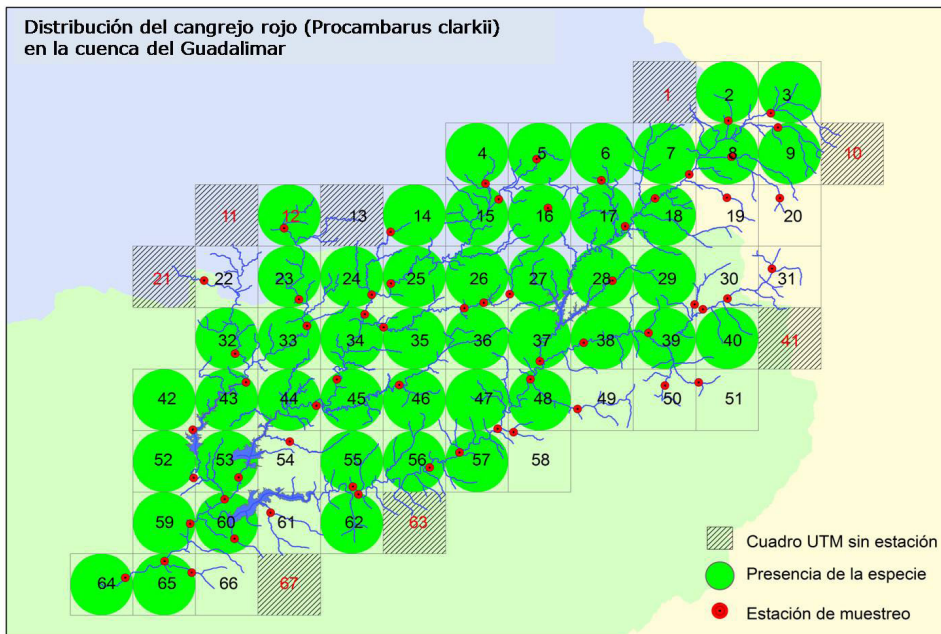 Distribución del cangrejo rojo (Procambarus clarkii)
en la cuenca del Guadalimar
1 2 3
4 5 6 7 8 9 10
11 12 13 14 15 16 17 18 19 20
21 22 23 24 25 26 27 28 29 30 31
32 33 34 35 36 37 38 39 40 41
42 43 44 45 46 47 48 49 50 51
52 53 54 55 56 57 58
59 60 61 62 63
64 65 66 67
Cuadro UTM sin estación
Presencia de la especie
Estación de muestreo